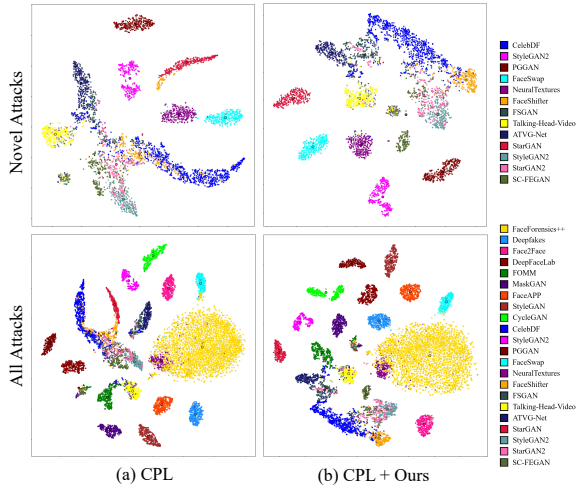 Novel Attacks
CelebDF
StyleGAN2
PGGAN
FaceSwap
NeuralTextures
FaceShifter
FSGAN
Talking-Head-Video
ATVG-Net
StarGAN
StyleGAN2
StarGAN2
SC-FEGAN
All Attacks
FaceForensics++
Deepfakes
Face2Face
DeepFaceLab
FOMM
MaskGAN
FaceAPP
StyleGAN
CycleGAN
CelebDF
StyleGAN2
PGGAN
FaceSwap
NeuralTextures
FaceShifter
FSGAN
Talking-Head-Video
ATVG-Net
StarGAN
StyleGAN2
StarGAN2
SC-FEGAN
(a) CPL
(b) CPL + Ours